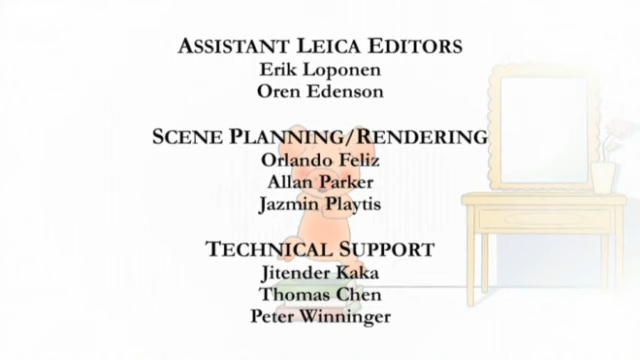 ASSISTANT LEICA EDITORS
Erik Loponen
Oren Edenson
SCENE PLANNING/RENDERING
Orlando Feliz
Allan Parker
Jazmin Playtis
TECHNICAL SUPPORT
Jitender Kaka
Thomas Chen
Peter Winninger